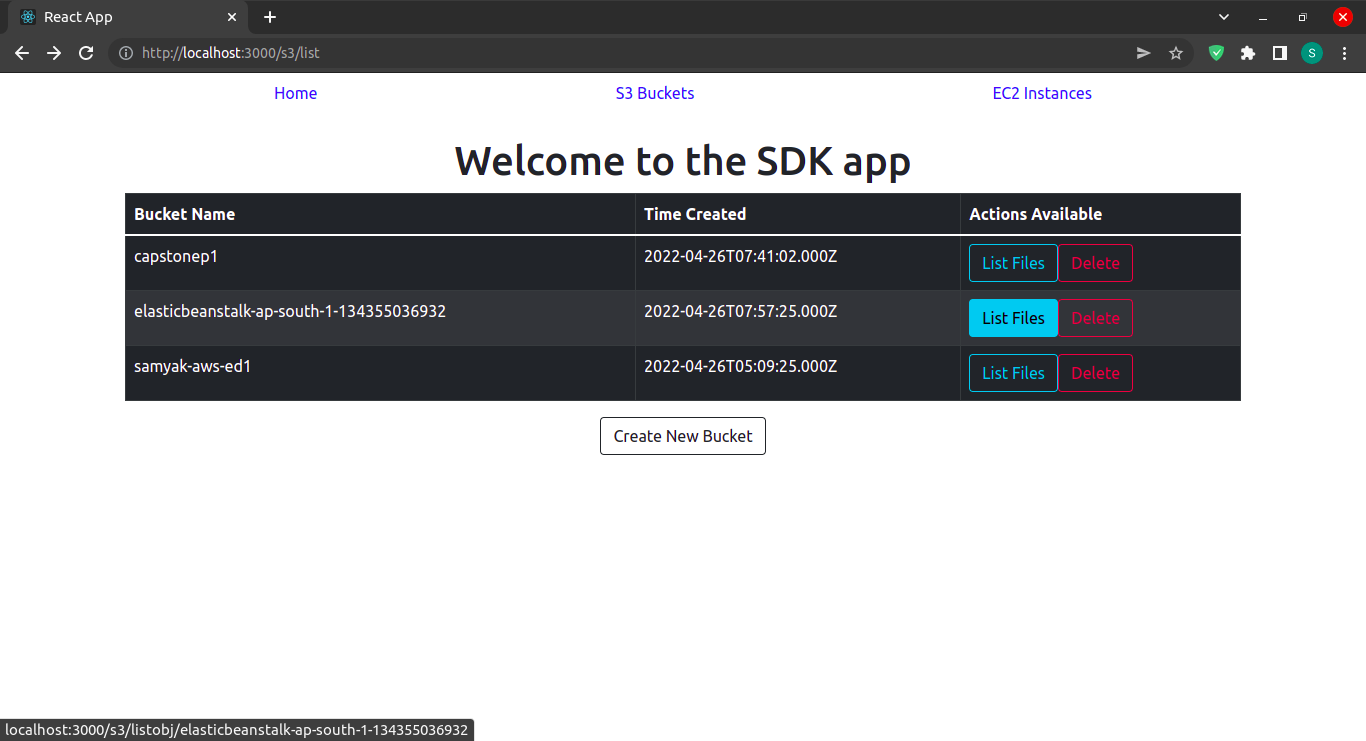 React App
http://localhost:3000/s3/list
S
Home S3 Buckets EC2 Instances
Welcome to the SDK app
Bucket Name Time Created Actions Available
capstonep1 2022-04-26T07:41:02.000Z List Files Delete
elasticbeanstalk-ap-south-1-134355036932 2022-04-26T07:57:25.000Z List Files Delete
samyak-aws-ed1 2022-04-26T05:09:25.000Z List Files Delete
Create New Bucket
localhost:3000/s3/listobj/elasticbeanstalk-ap-south-1-134355036932